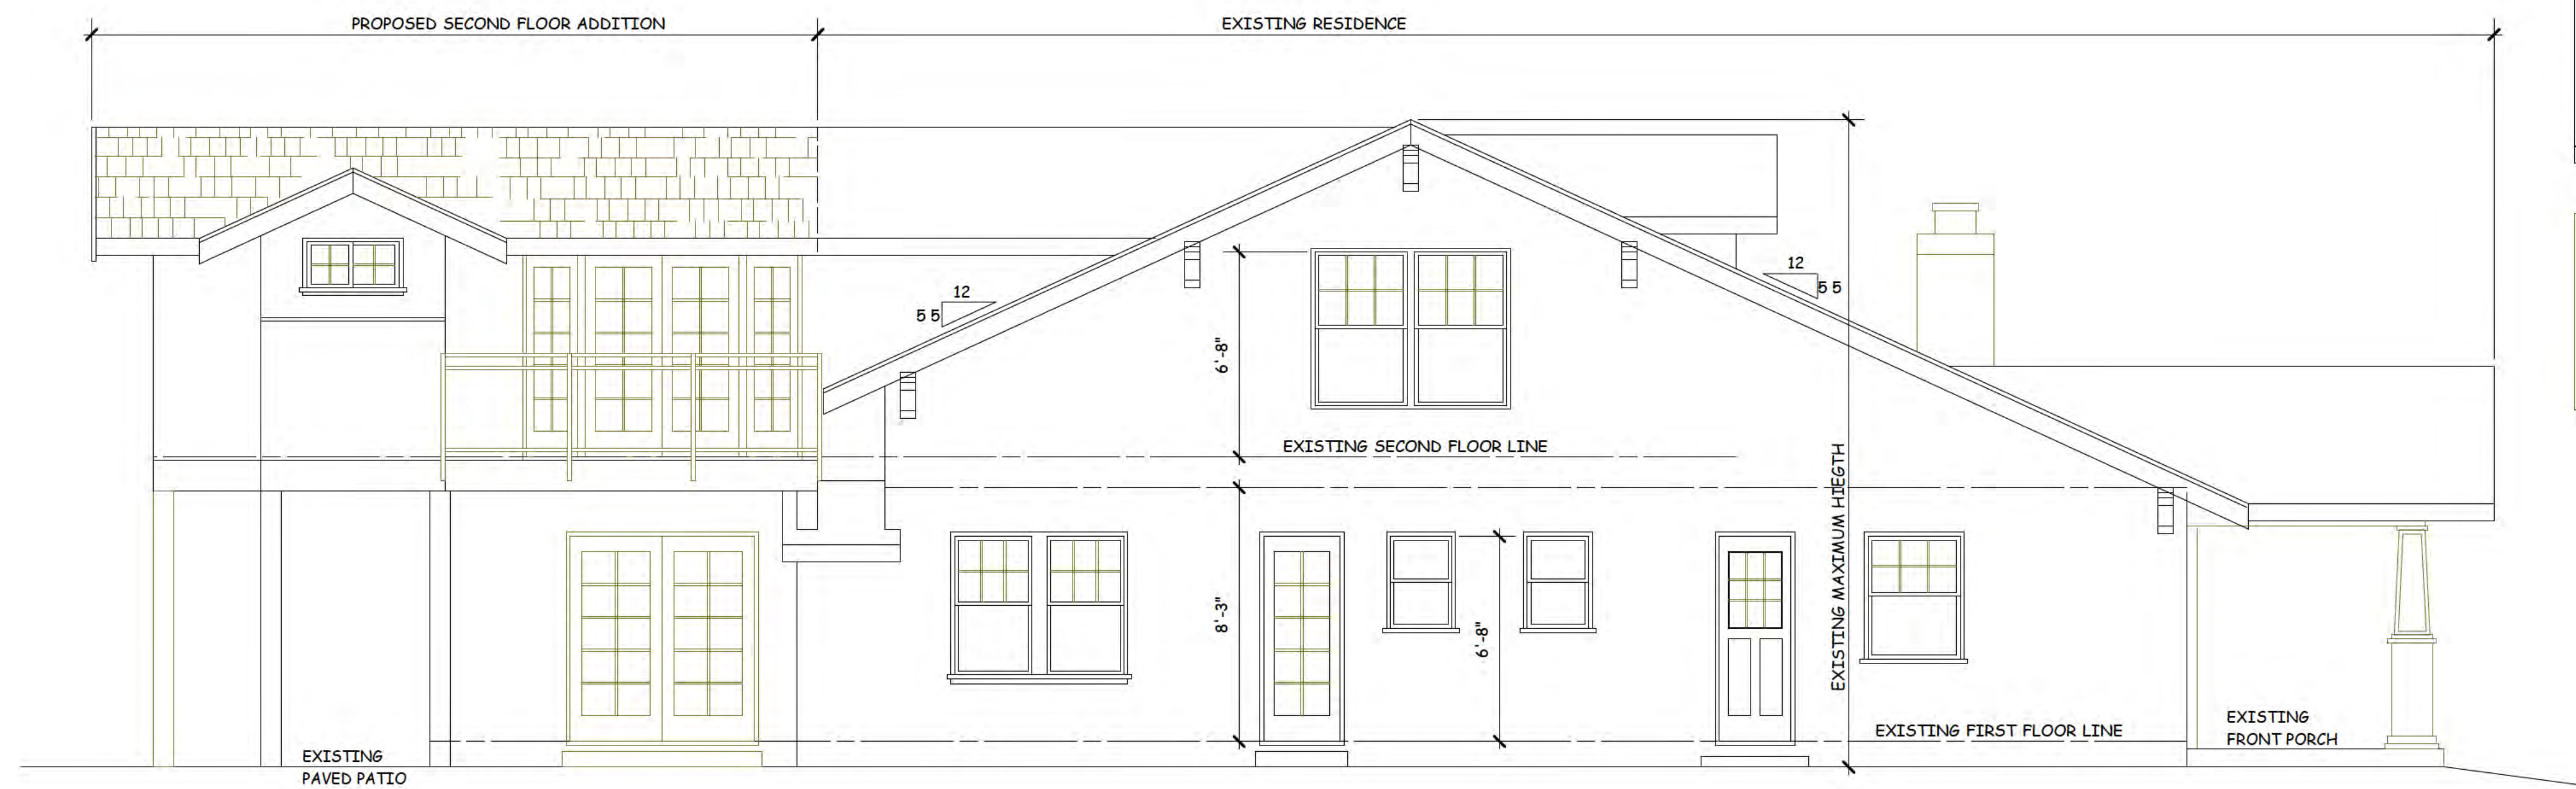 PROPOSED SECOND FLOOR ADDITION
EXISTING RESIDENCE
12
5 5
12
5 5
6'-8"
EXISTING SECOND FLOOR LINE
EXISTING MAXIMUM HIEGTH
8'-3"
6'-8"
EXISTING FIRST FLOOR LINE
EXISTING
FRONT PORCH
EXISTING
PAVED PATIO